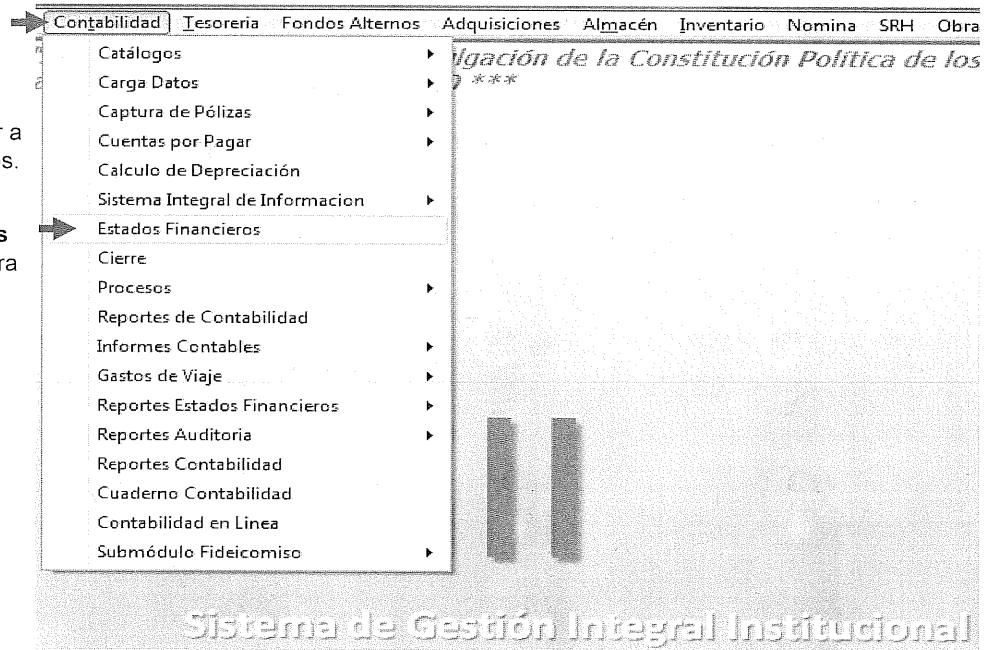 Contabilidad Tesoreria Fondos Alternos Adquisiciones Almacén Inventario Nomina SRH Obra
ulgación de la Constitución Política de los
***
Catálogos
Carga Datos
Captura de Pólizas
r a
Cuentas por Pagar
s.
Calculo de Depreciación
Sistema Integral de Informacion
s
Estados Financieros
ra
Cierre
Procesos
Reportes de Contabilidad
Informes Contables
Gastos de Viaje
Reportes Estados Financieros
Reportes Auditoria
Reportes Contabilidad
Cuaderno Contabilidad
Contabilidad en Linea
Submódulo Fideicomiso
II
Sistema de Gestión Integral Institucional